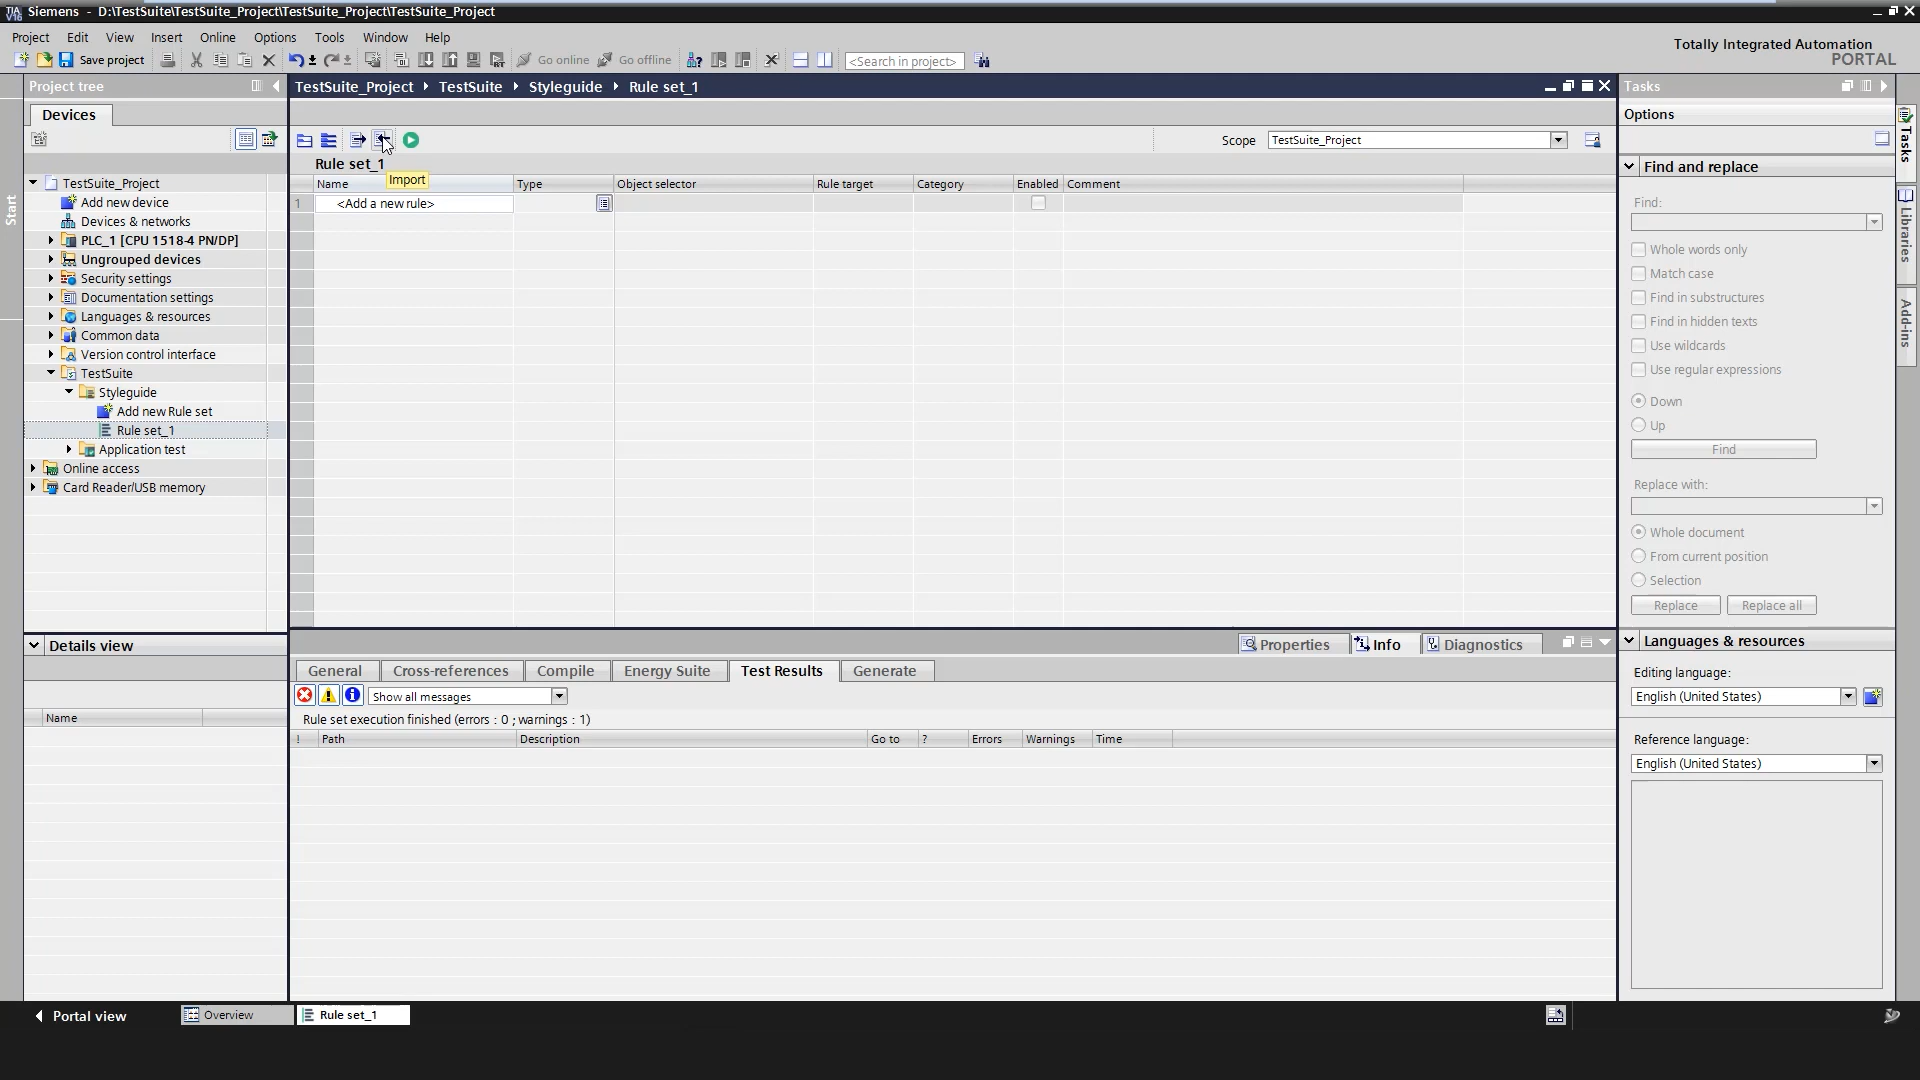 Siemens - D:\TestSuite\TestSuite_Project\TestSuite_Project\TestSuite_Project
Project Edit View Insert Online Options Tools Window Help
Totally Integrated Automation
PORTAL
Save project
Go online
Go offline
<Search in project>
Project tree
TestSuite_Project
TestSuite
Styleguide
Rule set_1
Tasks
Devices
Options
Scope
TestSuite_Project
Rule set_1
Import
Find and replace
Name Type Object selector Rule target Category Enabled Comment
1 <Add a new rule>
Start
TestSuite_Project
Add new device
Devices & networks
PLC_1 [CPU 1518-4 PN/DP]
Ungrouped devices
Security settings
Documentation settings
Languages & resources
Common data
Version control interface
TestSuite
Styleguide
Add new Rule set
Rule set_1
Application test
Online access
Card Reader/USB memory
Find:
Whole words only
Match case
Find in substructures
Find in hidden texts
Use wildcards
Use regular expressions
Down
Up
Find
Replace with:
Whole document
From current position
Selection
Replace Replace all
Tasks
Libraries
Add-ins
Details view
Name
Properties Info Diagnostics
General Cross-references Compile Energy Suite Test Results Generate
Show all messages
Rule set execution finished (errors : 0 ; warnings : 1)
! Path Description Go to ? Errors Warnings Time
Languages & resources
Editing language:
English (United States)
Reference language:
English (United States)
Portal view
Overview
Rule set_1